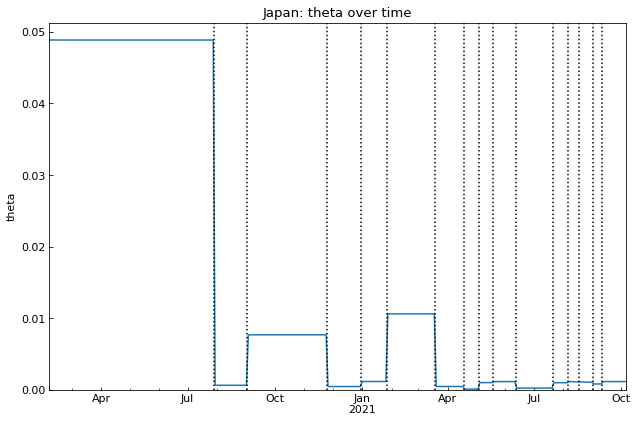 Japan: theta over time
0.05
0.04
0.03
0.02
0.01
0.00
theta
Apr
Jul
Oct
Jan
2021
Apr
Jul
Oct